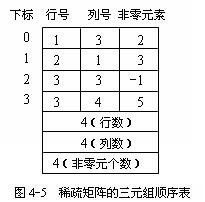 下标 行号 列号 非零元素
0 1 3 2
1 2 1 3
2 3 3 -1
3 3 4 5
4(行数)
4(列数)
4(非零元个数)
图 4-5 稀疏矩阵的三元组顺序表